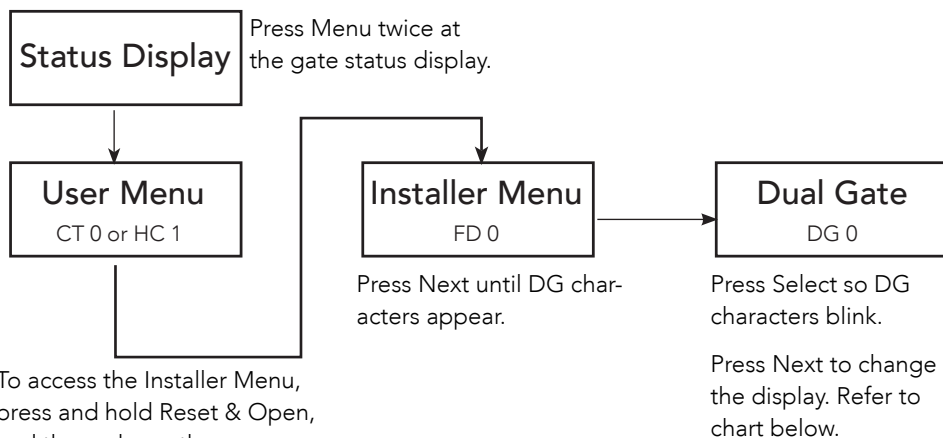 Status Display
Press Menu twice at
the gate status display.
User Menu
CT 0 or HC 1
Installer Menu
FD 0
Dual Gate
DG 0
Press Next until DG char-
acters appear.
Press Select so DG
characters blink.
Press Next to change
the display. Refer to
chart below.
To access the Installer Menu,
press and hold Reset & Open,